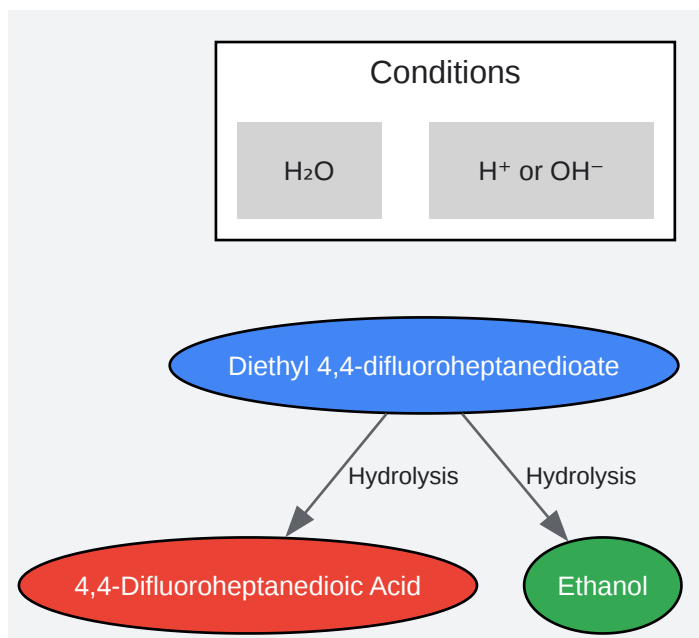 Conditions
H₂O
H⁺ or OH⁻
Diethyl 4,4-difluoroheptanedioate
Hydrolysis
Hydrolysis
4,4-Difluoroheptanedioic Acid
Ethanol